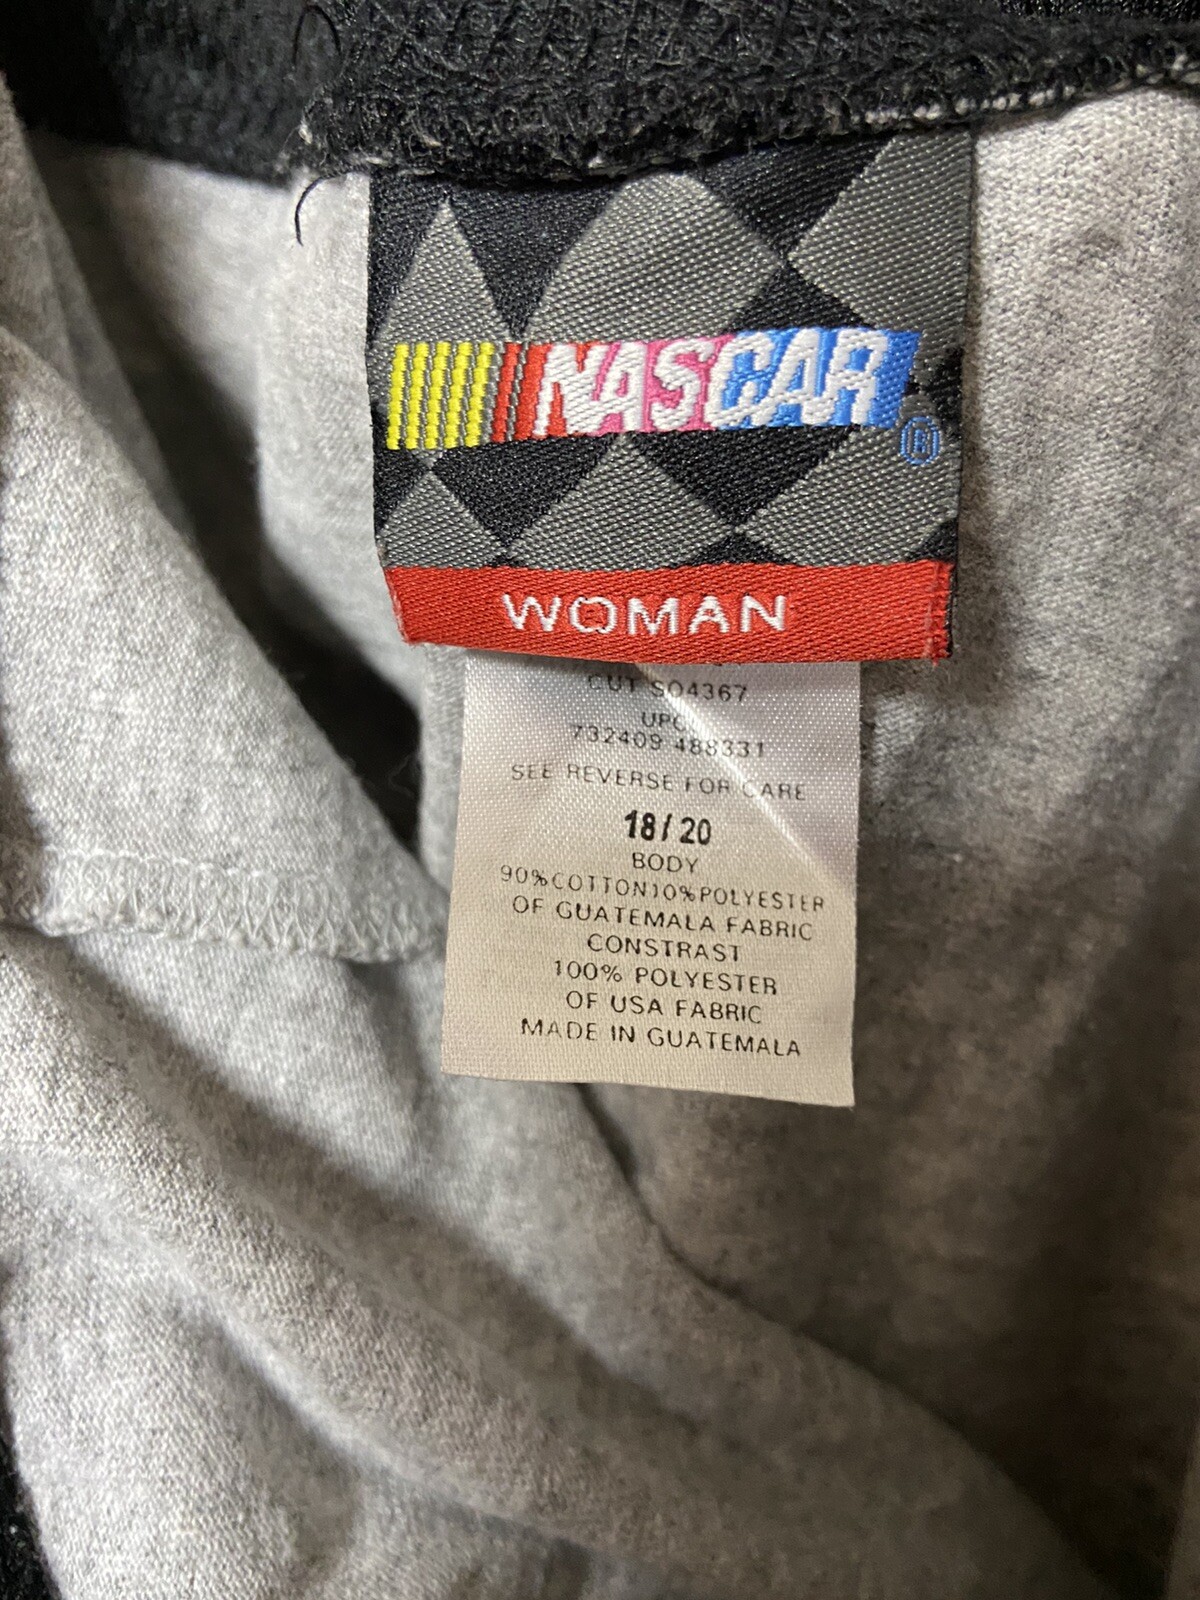 NASCAR®
WOMAN
CUT SO4367
UPC
732409 488331
SEE REVERSE FOR CARE
18/20
BODY
90%COTTON10%POLYESTER
OF GUATEMALA FABRIC
CONSTRAST
100% POLYESTER
OF USA FABRIC
MADE IN GUATEMALA